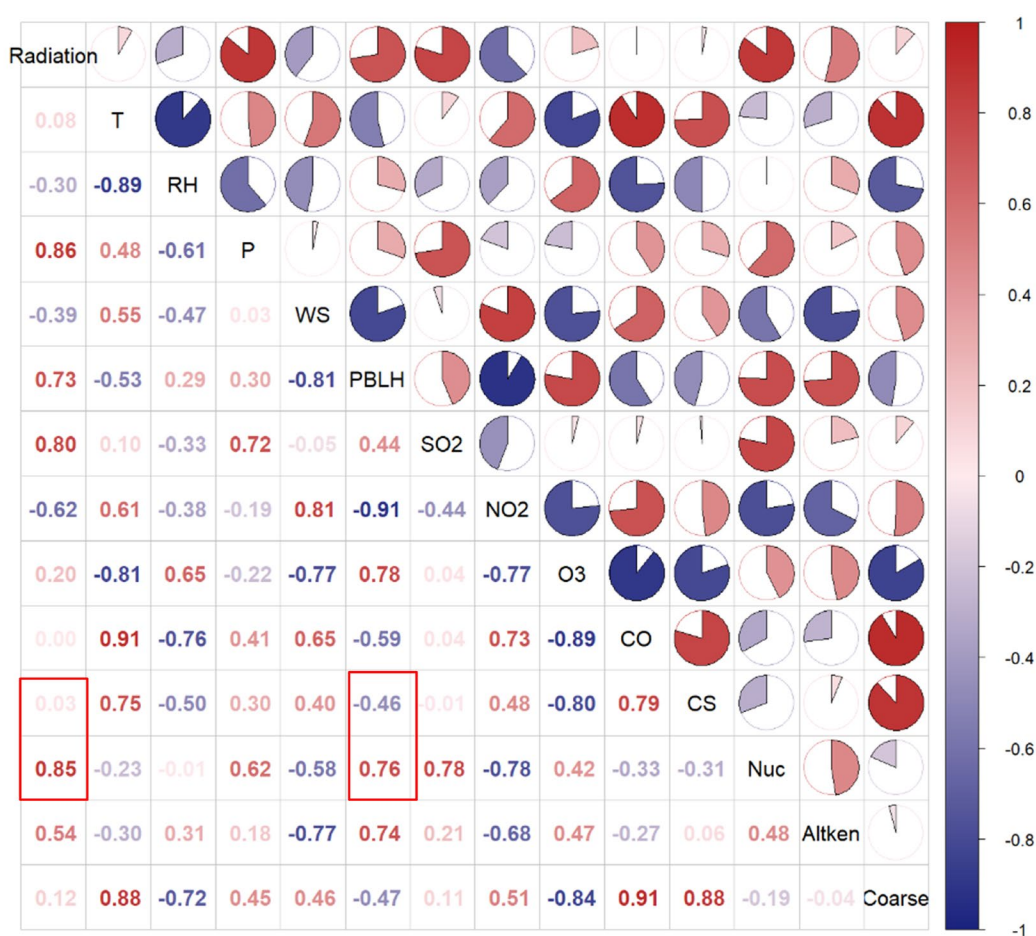 Radiation
0.08 T
-0.30 -0.89 RH
0.86 0.48 -0.61 P
-0.39 0.55 -0.47 0.03 WS
0.73 -0.53 0.29 0.30 -0.81 PBLH
0.80 0.10 -0.33 0.72 -0.05 0.44 SO2
-0.62 0.61 -0.38 -0.19 0.81 -0.91 -0.44 NO2
0.20 -0.81 0.65 -0.22 -0.77 0.78 0.04 -0.77 O3
0.00 0.91 -0.76 0.41 0.65 -0.59 0.04 0.73 -0.89 CO
0.03 0.75 -0.50 0.30 0.40 -0.46 -0.01 0.48 -0.80 0.79 CS
0.85 -0.23 -0.01 0.62 -0.58 0.76 0.78 -0.78 0.42 -0.33 -0.31 Nuc
0.54 -0.30 0.31 0.18 -0.77 0.74 0.21 -0.68 0.47 -0.27 0.06 0.48 Altken
0.12 0.88 -0.72 0.45 0.46 -0.47 0.11 0.51 -0.84 0.91 0.88 -0.19 -0.04 Coarse
1
0.8
0.6
0.4
0.2
0
-0.2
-0.4
-0.6
-0.8
-1